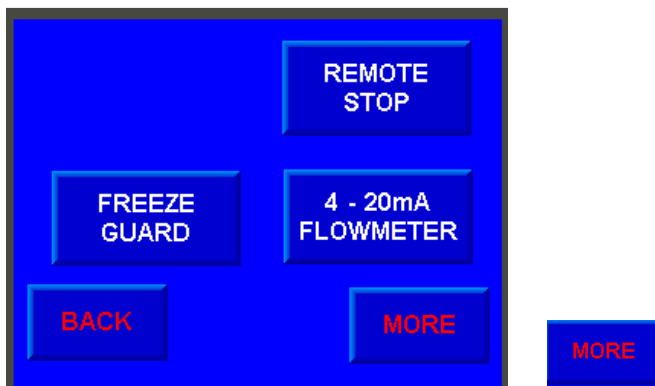 REMOTE
STOP
FREEZE
GUARD
4 - 20mA
FLOWMETER
BACK
MORE
MORE